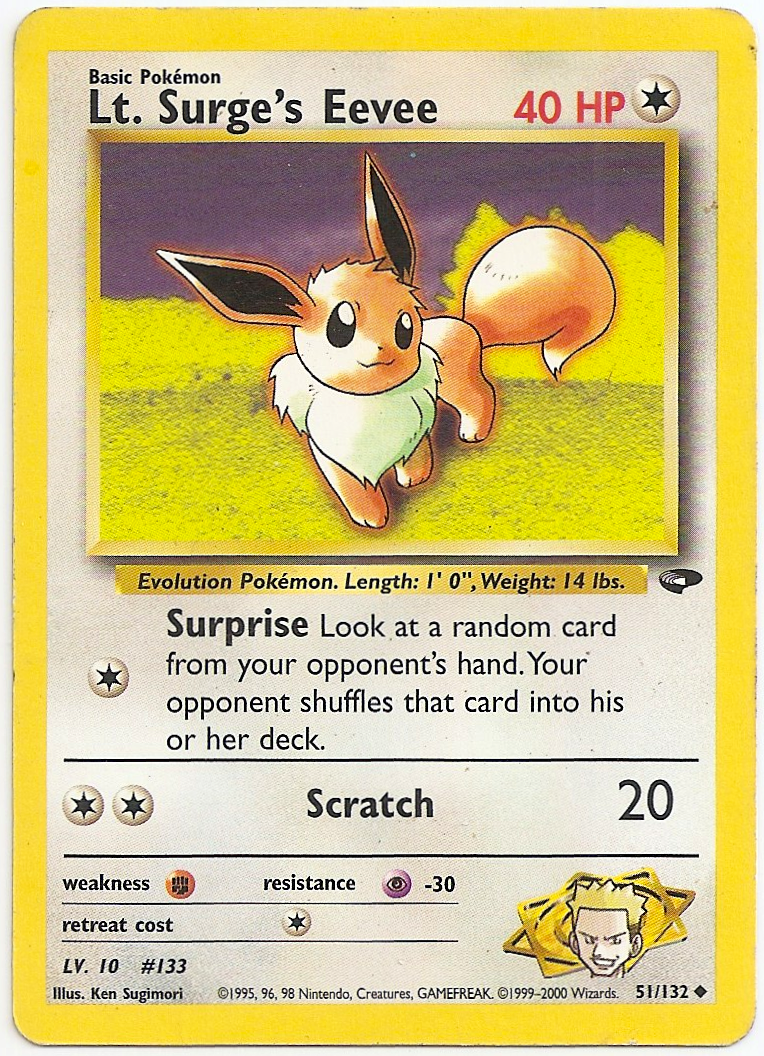 Basic Pokémon
Lt. Surge's Eevee 40 HP
Evolution Pokémon. Length: 1' 0", Weight: 14 lbs.
Surprise Look at a random card
from your opponent's hand. Your
opponent shuffles that card into his
or her deck.
Scratch 20
weakness resistance -30
retreat cost
LV. 10 #133
Illus. Ken Sugimori ©1995, 96, 98 Nintendo, Creatures, GAMEFREAK. ©1999–2000 Wizards. 51/132